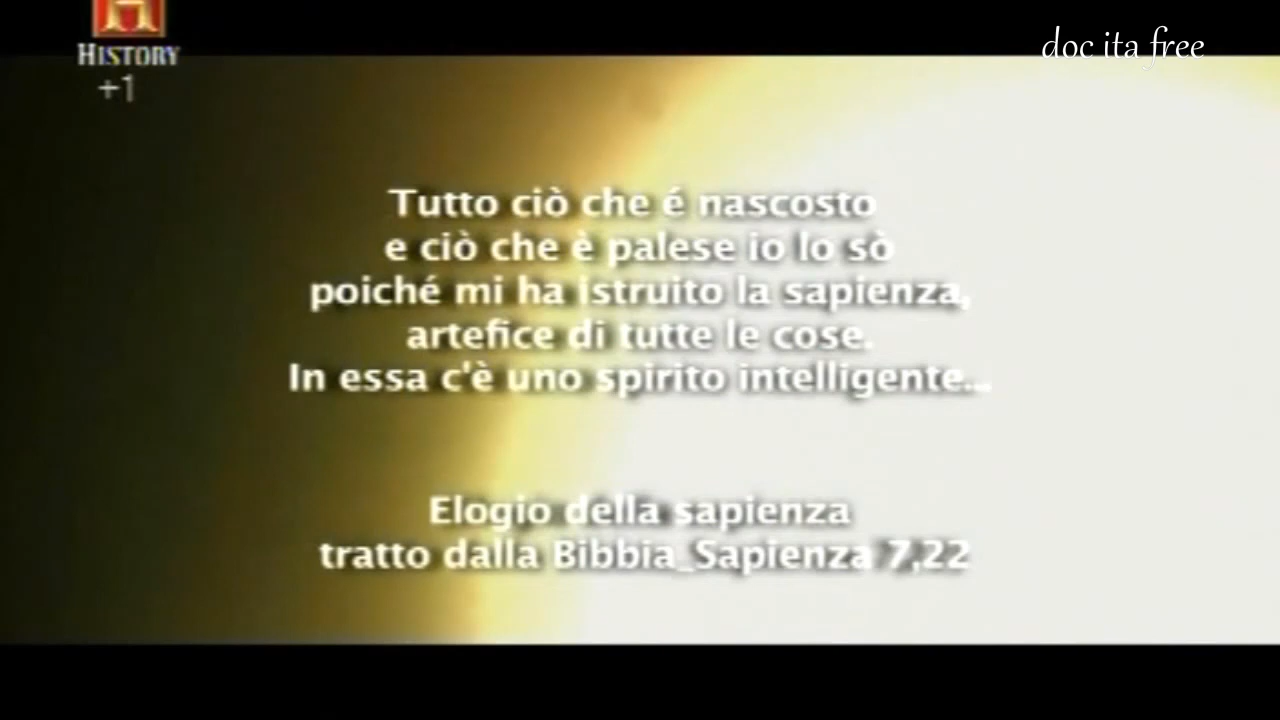 HISTORY
+1
doc ita free
Tutto ciò che é nascosto
e ciò che è palese io lo sò
poiché mi ha istruito la sapienza,
artefice di tutte le cose.
In essa c'è uno spirito intelligente...
Elogio della sapienza
tratto dalla Bibbia_Sapienza 7,22